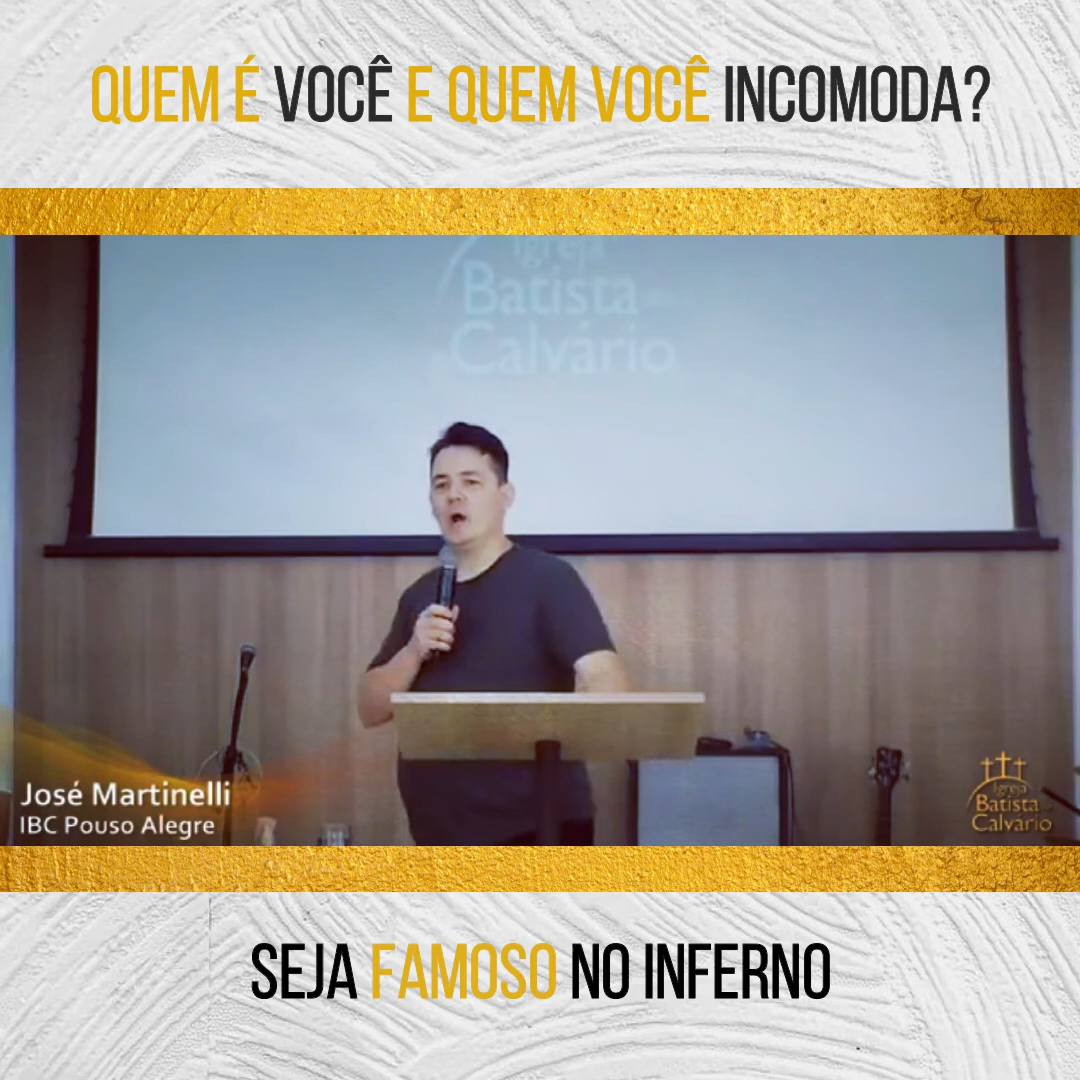 QUEM É VOCÊ E QUEM VOCÊ INCOMODA?
Igreja
Batista
Calvário
José Martinelli
IBC Pouso Alegre
Igreja
Batista
Calvário
SEJA FAMOSO NO INFERNO